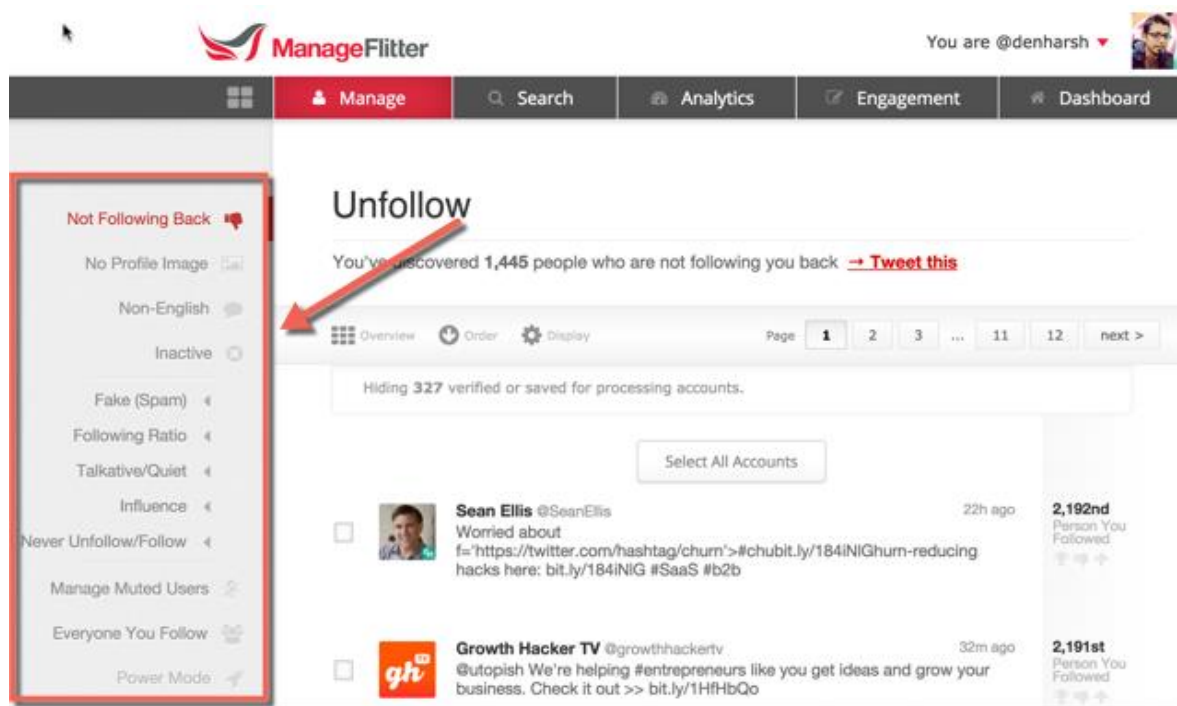 ManageFlitter
You are @denharsh
Manage
Search
Analytics
Engagement
Dashboard
Not Following Back
No Profile Image
Non-English
Inactive
Fake (Spam)
Following Ratio
Talkative/Quiet
Influence
Never Unfollow/Follow
Manage Muted Users
Everyone You Follow
Power Mode
Unfollow
You've discovered 1,445 people who are not following you back → Tweet this
Overview Order Display Page 1 2 3 ... 11 12 next >
Hiding 327 verified or saved for processing accounts.
Select All Accounts
Sean Ellis @SeanEllis 22h ago
Worried about
f='https://twitter.com/hashtag/churn'>#chubit.ly/184iNIGhurn-reducing
hacks here: bit.ly/184iNIG #SaaS #b2b
2,192nd
Person You
Followed
gh TV
Growth Hacker TV @growthhackertv 32m ago
@utopish We're helping #entrepreneurs like you get ideas and grow your
business. Check it out >> bit.ly/1HfHbQo
2,191st
Person You
Followed